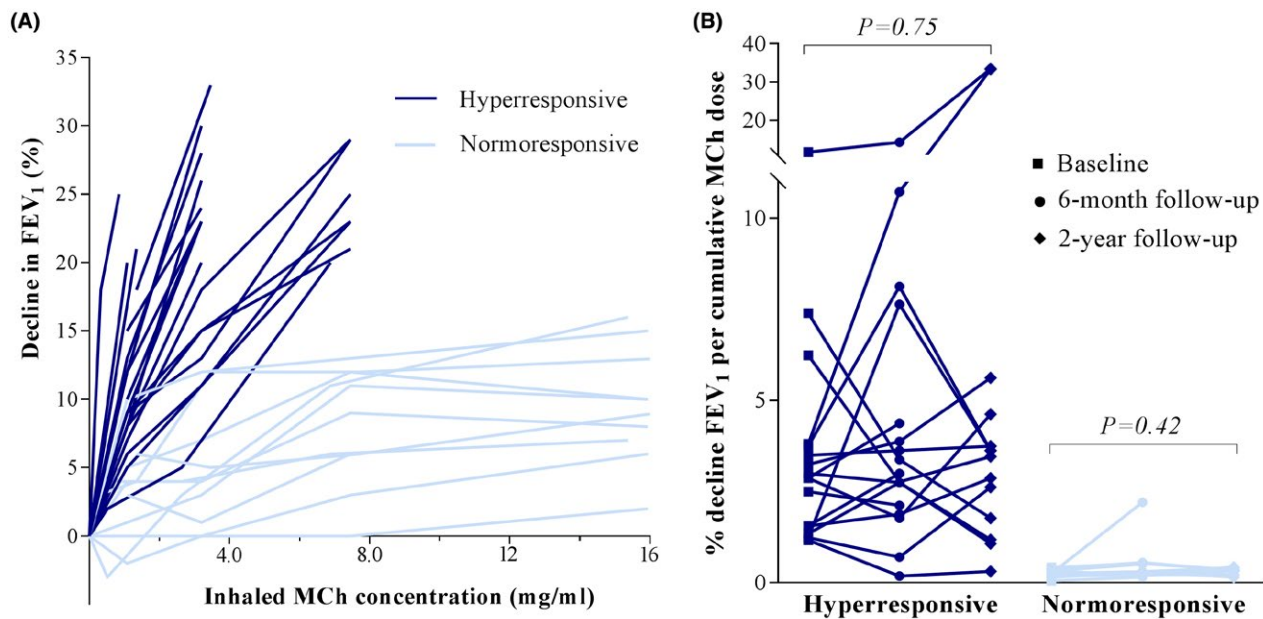 (A)
35
30
25
20
15
10
5
0
Decline in FEV₁ (%)
Hyperresponsive
Normoresponsive
4.0
8.0
12
16
Inhaled MCh concentration (mg/ml)
(B)
P=0.75
40
30
20
10
5
0
% decline FEV₁ per cumulative MCh dose
Baseline
6-month follow-up
2-year follow-up
P=0.42
Hyperresponsive
Normoresponsive